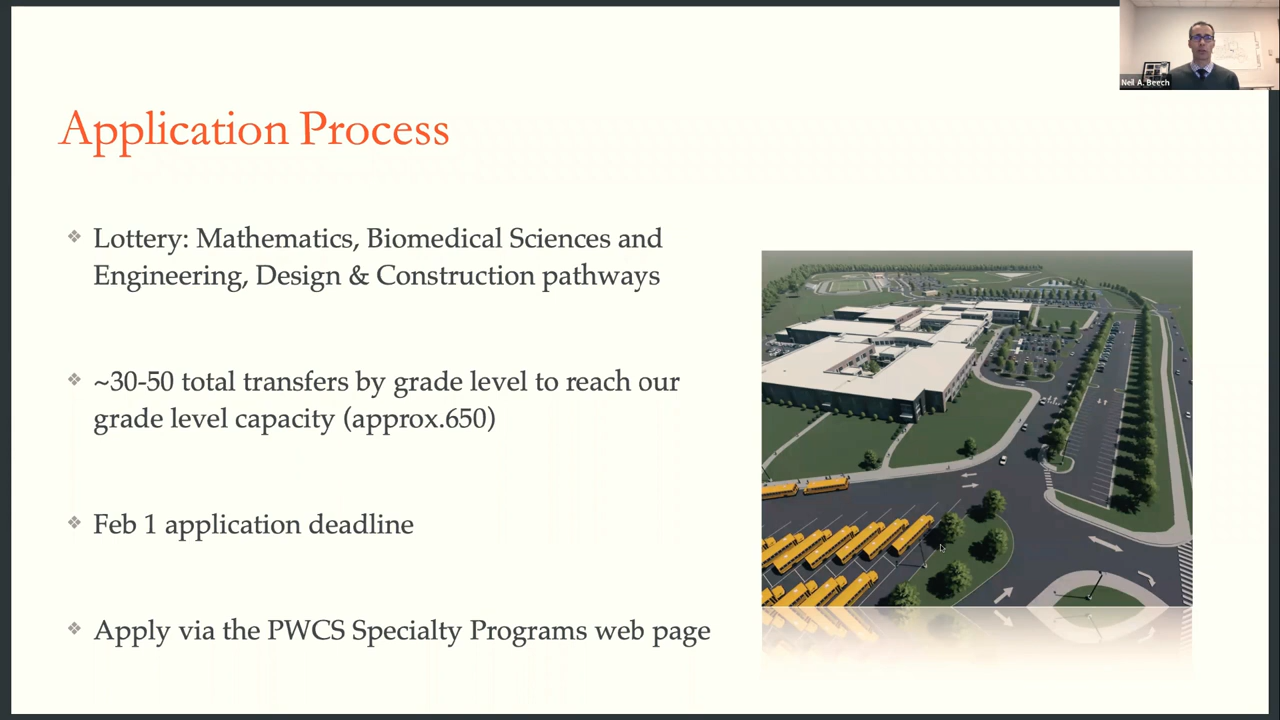 Neil A. Beech
Application Process
❖ Lottery: Mathematics, Biomedical Sciences and
Engineering, Design & Construction pathways
❖ ~30-50 total transfers by grade level to reach our
grade level capacity (approx.650)
❖ Feb 1 application deadline
❖ Apply via the PWCS Specialty Programs web page